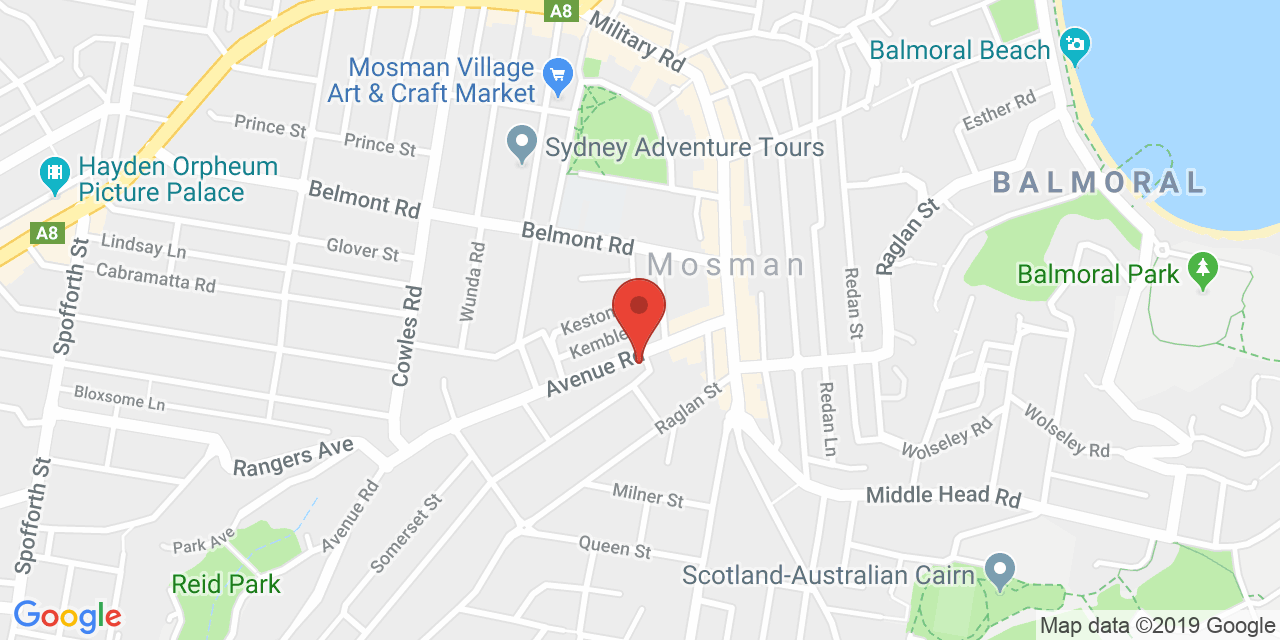 A8
Military Rd
Balmoral Beach
Mosman Village
Art & Craft Market
Esther Rd
Prince St
Prince St
Sydney Adventure Tours
Hayden Orpheum
Picture Palace
BALMORAL
Belmont Rd
Raglan St
A8
Lindsay Ln
Glover St
Belmont Rd
Mosman
Cabramatta Rd
Wunda Rd
Redan St
Balmoral Park
Spofforth St
Cowles Rd
Keston
Kemble
Avenue Rd
Bloxsome Ln
Raglan St
Redan Ln
Wolseley Rd
Wolseley Rd
Rangers Ave
Milner St
Middle Head Rd
Spofforth St
Avenue Rd
Somerset St
Park Ave
Queen St
Reid Park
Scotland-Australian Cairn
Google
Map data ©2019 Google